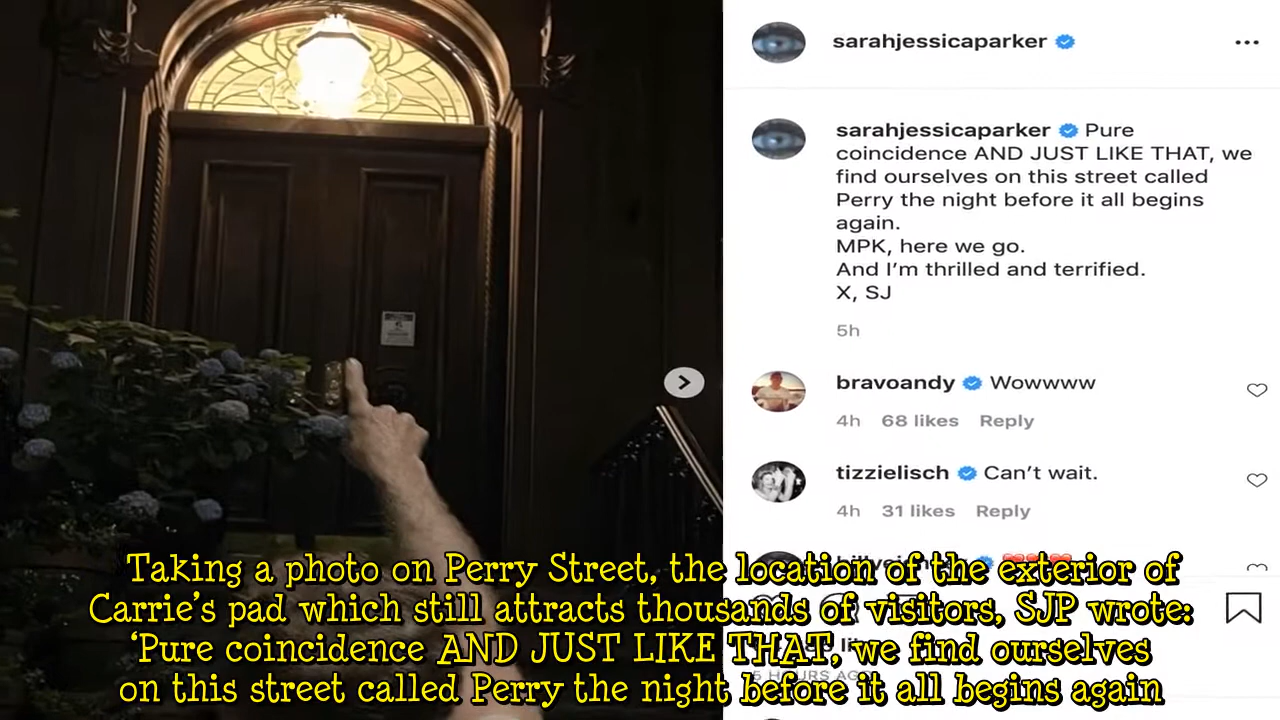 sarahjessicaparker
sarahjessicaparker Pure
coincidence AND JUST LIKE THAT, we
find ourselves on this street called
Perry the night before it all begins
again.
MPK, here we go.
And I'm thrilled and terrified.
X, SJ
5h
bravoandy Wowwww
4h 68 likes Reply
tizzielisch Can't wait.
4h 31 likes Reply
Taking a photo on Perry Street, the location of the exterior of
Carrie's pad which still attracts thousands of visitors, SJP wrote:
'Pure coincidence AND JUST LIKE THAT, we find ourselves
on this street called Perry the night before it all begins again